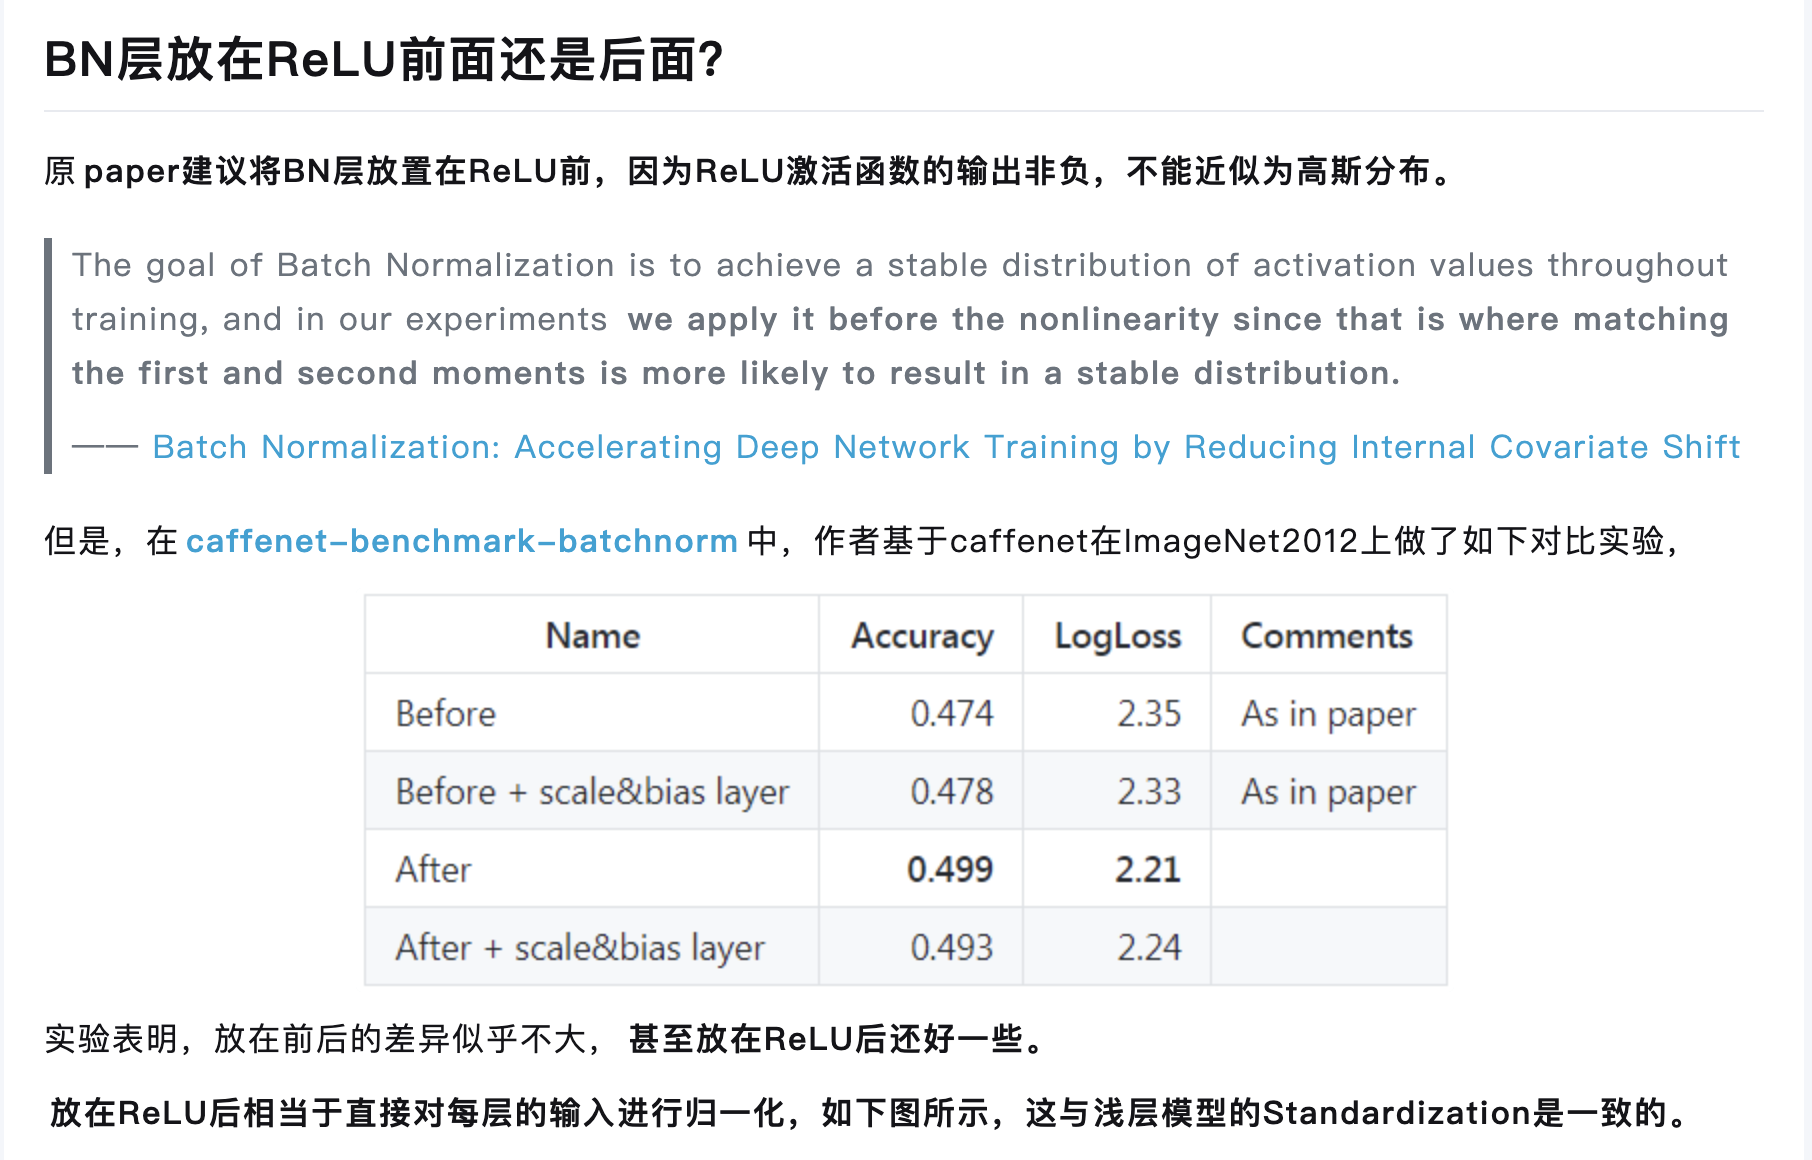 BN层放在ReLU前面还是后面？
原 paper建议将BN层放置在ReLU前，因为ReLU激活函数的输出非负，不能近似为高斯分布。
The goal of Batch Normalization is to achieve a stable distribution of activation values throughout
training, and in our experiments we apply it before the nonlinearity since that is where matching
the first and second moments is more likely to result in a stable distribution.
—— Batch Normalization: Accelerating Deep Network Training by Reducing Internal Covariate Shift
但是，在 caffenet-benchmark-batchnorm 中，作者基于caffenet在ImageNet2012上做了如下对比实验，
Name Accuracy LogLoss Comments
Before 0.474 2.35 As in paper
Before + scale&bias layer 0.478 2.33 As in paper
After 0.499 2.21
After + scale&bias layer 0.493 2.24
实验表明，放在前后的差异似乎不大，甚至放在ReLU后还好一些。
放在ReLU后相当于直接对每层的输入进行归一化，如下图所示，这与浅层模型的Standardization是一致的。